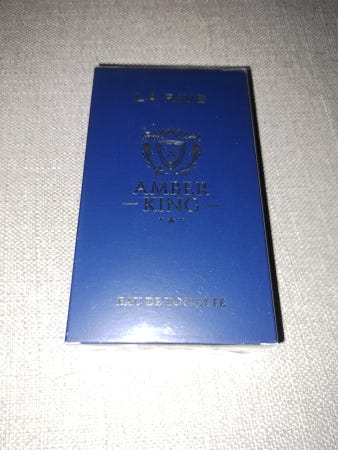 LA RIVE
AMBER
KING
EAU DE TOILETTE